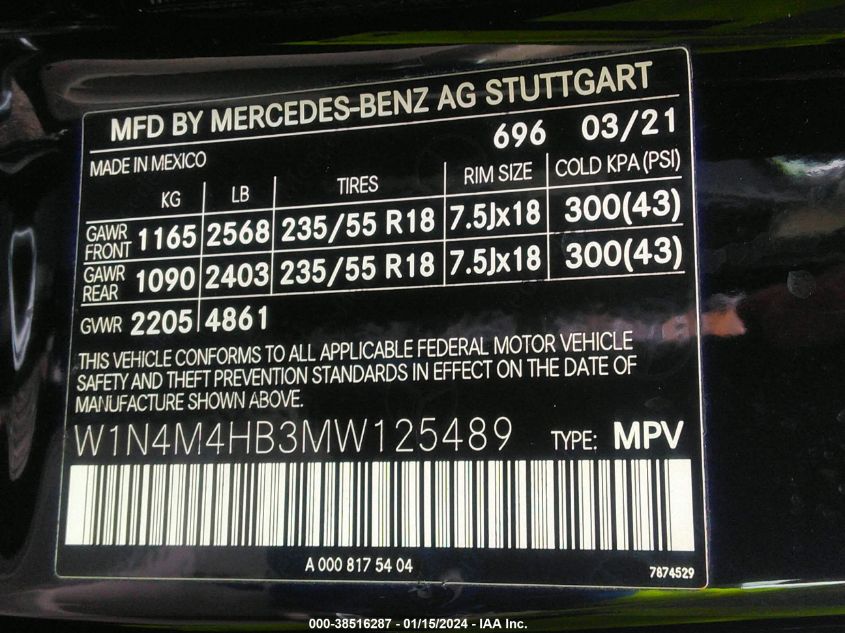 MFD BY MERCEDES-BENZ AG STUTTGART
696 03/21
MADE IN MEXICO
KG LB TIRES RIM SIZE COLD KPA (PSI)
GAWR FRONT 1165 2568 235/55 R18 7.5Jx18 300(43)
GAWR REAR 1090 2403 235/55 R18 7.5Jx18 300(43)
GVWR 2205 4861
THIS VEHICLE CONFORMS TO ALL APPLICABLE FEDERAL MOTOR VEHICLE
SAFETY AND THEFT PREVENTION STANDARDS IN EFFECT ON THE DATE OF
MANUFACTURE SHOWN ABOVE.
W1N4M4HB3MW125489 TYPE: MPV
A 000 817 54 04
7874529
000-38516287 - 01/15/2024 - IAA Inc.